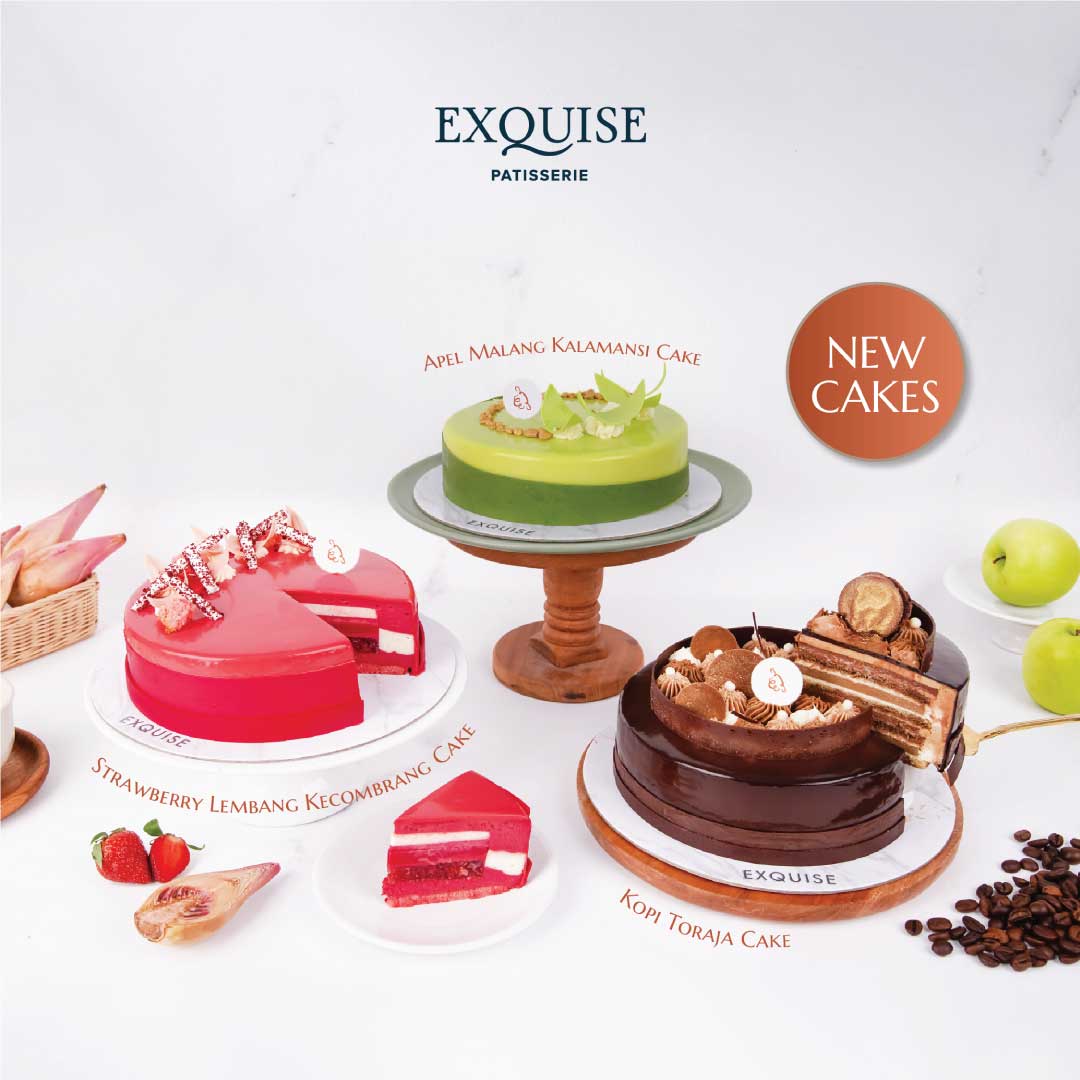 EXQUISE
PATISSERIE
Apel Malang Kalamansi Cake
NEW
CAKES
EXQUISE
EXQUISE
Strawberry Lembang Kecombrang Cake
EXQUISE
Kopi Toraja Cake